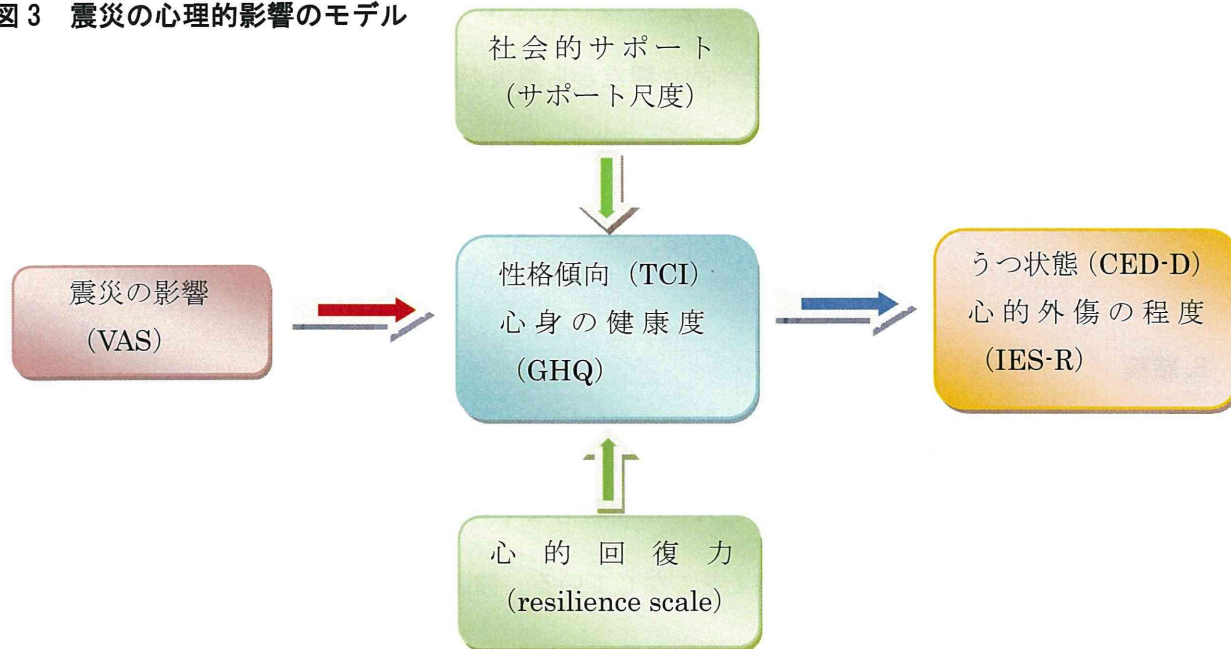 図3 震災の心理的影響のモデル
社会的サポート
(サポート尺度)
震災の影響
(VAS)
性格傾向(TCI)
心身の健康度
(GHQ)
うつ状態(CED-D)
心的外傷の程度
(IES-R)
心的回復力
(resilience scale)